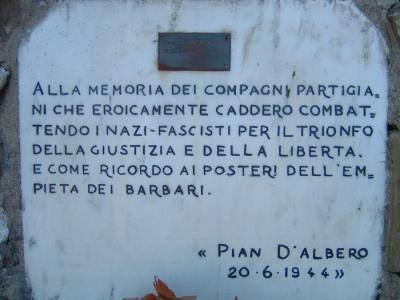 ALLA MEMORIA DEI COMPAGNI PARTIGIA=
NI CHE EROICAMENTE CADDERO COMBAT=
TENDO I NAZI-FASCISTI PER IL TRIONFO
DELLA GIUSTIZIA E DELLA LIBERTA.
E COME RICORDO AI POSTERI DELL'EM=
PIETA DEI BARBARI.
« PIAN D'ALBERO
20.6.1944»